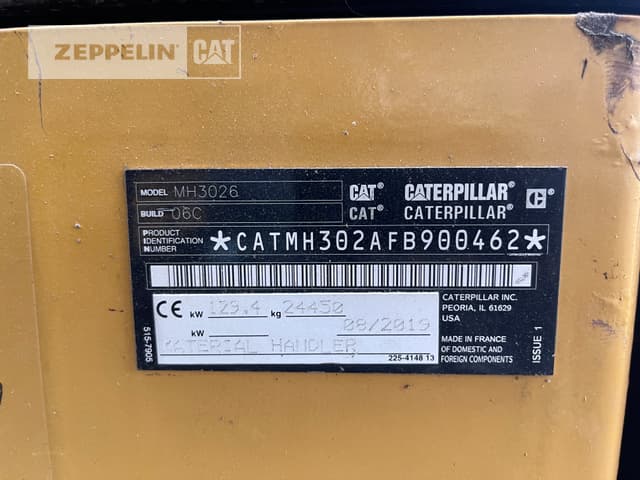 ZEPPELIN CAT
MODEL MH3026 CAT CATERPILLAR® C®
BUILD 06C CAT® CATERPILLAR®
PRODUCT IDENTIFICATION NUMBER *CATMH302AFB900462*
CE kW 129.4 kg 24450
kW 08/2019
MATERIAL HANDLER
225-4148 13
515-7905
CATERPILLAR INC.
PEORIA, IL 61629
USA
MADE IN FRANCE
OF DOMESTIC AND
FOREIGN COMPONENTS
ISSUE 1